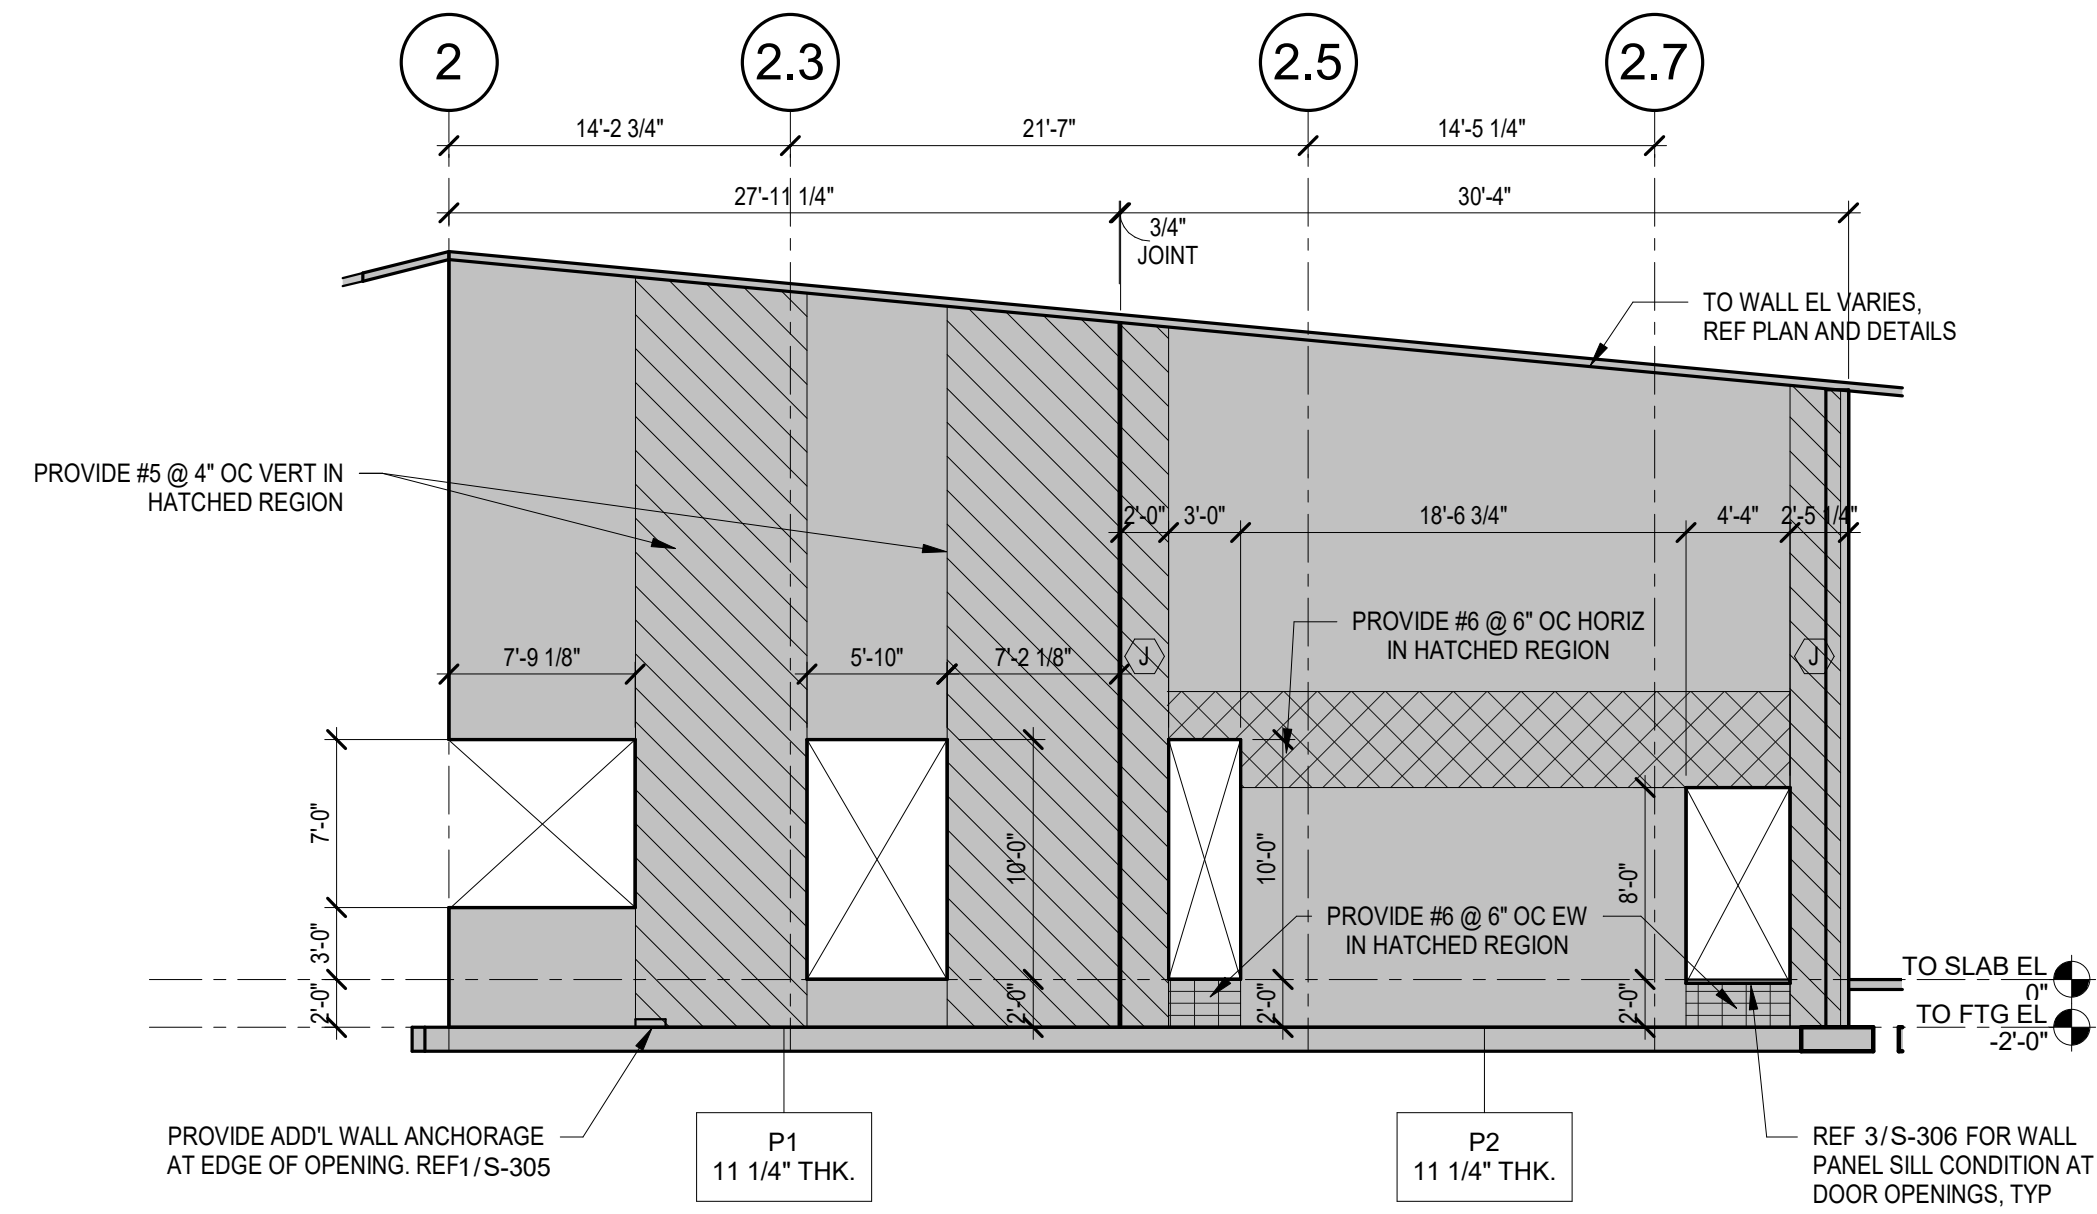 2
2.3
2.5
2.7
14'-2 3/4"
21'-7"
14'-5 1/4"
27'-11 1/4"
30'-4"
3/4"
JOINT
TO WALL EL VARIES,
REF PLAN AND DETAILS
PROVIDE #5 @ 4" OC VERT IN
HATCHED REGION
2'-0"
3'-0"
18'-6 3/4"
4'-4"
2'-5 1/4"
PROVIDE #6 @ 6" OC HORIZ
IN HATCHED REGION
7'-9 1/8"
5'-10"
7'-2 1/8"
J
J
7'-0"
3'-0"
2'-0"
10'-0"
2'-0"
10'-0"
2'-0"
8'-0"
2'-0"
PROVIDE #6 @ 6" OC EW
IN HATCHED REGION
TO SLAB EL
0"
TO FTG EL
-2'-0"
PROVIDE ADD'L WALL ANCHORAGE
AT EDGE OF OPENING. REF1/S-305
P1
11 1/4" THK.
P2
11 1/4" THK.
REF 3/S-306 FOR WALL
PANEL SILL CONDITION AT
DOOR OPENINGS, TYP